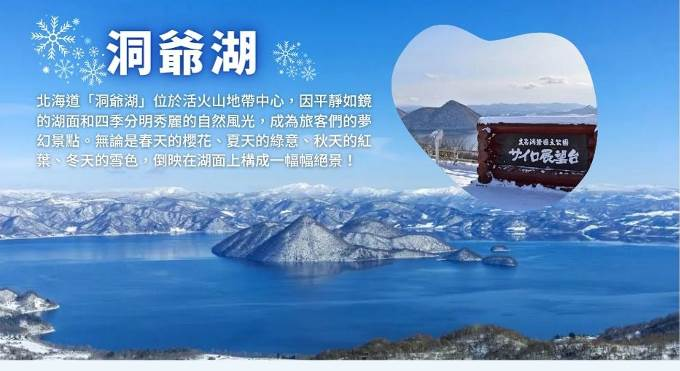 洞爺湖
北海道「洞爺湖」位於活火山地帶中心，因平靜如鏡
的湖面和四季分明秀麗的自然風光，成為旅客們的夢
幻景點。無論是春天的櫻花、夏天的綠意、秋天的紅
葉、冬天的雪色，倒映在湖面上構成一幅幅絕景！
サイロ展望台